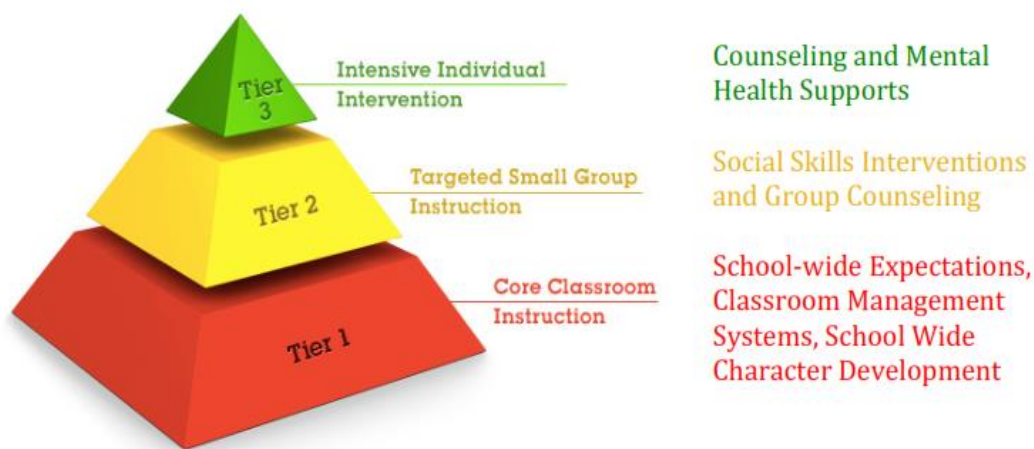 Tier
3
Intensive Individual
Intervention
Counseling and Mental
Health Supports
Tier 2
Targeted Small Group
Instruction
Social Skills Interventions
and Group Counseling
Tier 1
Core Classroom
Instruction
School-wide Expectations,
Classroom Management
Systems, School Wide
Character Development